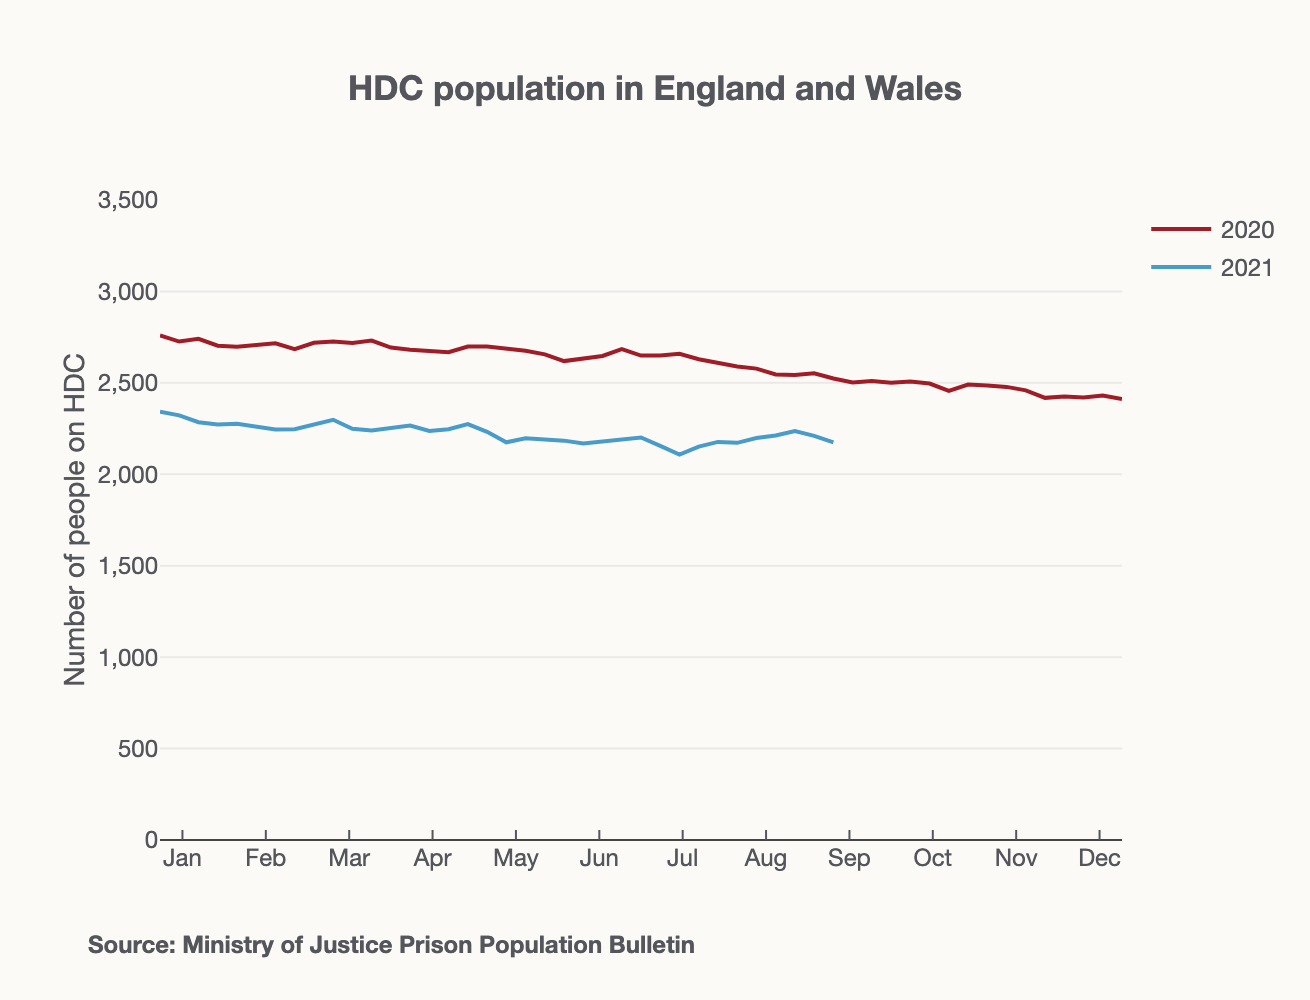 HDC population in England and Wales
3,500
3,000
2,500
2,000
1,500
1,000
500
0
Number of people on HDC
Jan Feb Mar Apr May Jun Jul Aug Sep Oct Nov Dec
2020
2021
Source: Ministry of Justice Prison Population Bulletin